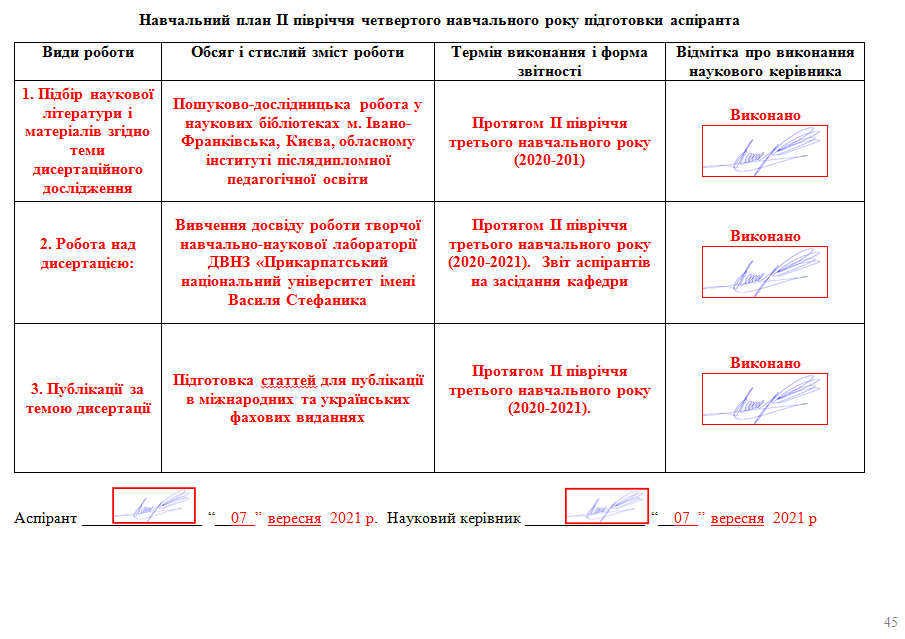 Навчальний план II півріччя четвертого навчального року підготовки аспіранта
Види роботи
Обсяг і стислий зміст роботи
Термін виконання і форма
звітності
Відмітка про виконання
наукового керівника
1. Підбір наукової
літератури і
матеріалів згідно
теми
дисертаційного
дослідження
Пошуково-дослідницька робота у
наукових бібліотеках м. Івано-
Франківська, Києва, обласному
інституті післядипломної
педагогічної освіти
Протягом II півріччя
третього навчального року
(2020-201)
Виконано
2. Робота над
дисертацією:
Вивчення досвіду роботи творчої
навчально-наукової лабораторії
ДВНЗ «Прикарпатський
національний університет імені
Василя Стефаника
Протягом II півріччя
третього навчального року
(2020-2021). Звіт аспірантів
на засідання кафедри
Виконано
3. Публікації за
темою дисертації
Підготовка статтей для публікації
в міжнародних та українських
фахових виданнях
Протягом II півріччя
третього навчального року
(2020-2021).
Виконано
Аспірант ________________ “__07_” вересня 2021 р. Науковий керівник ________________ “__07_” вересня 2021 р
45